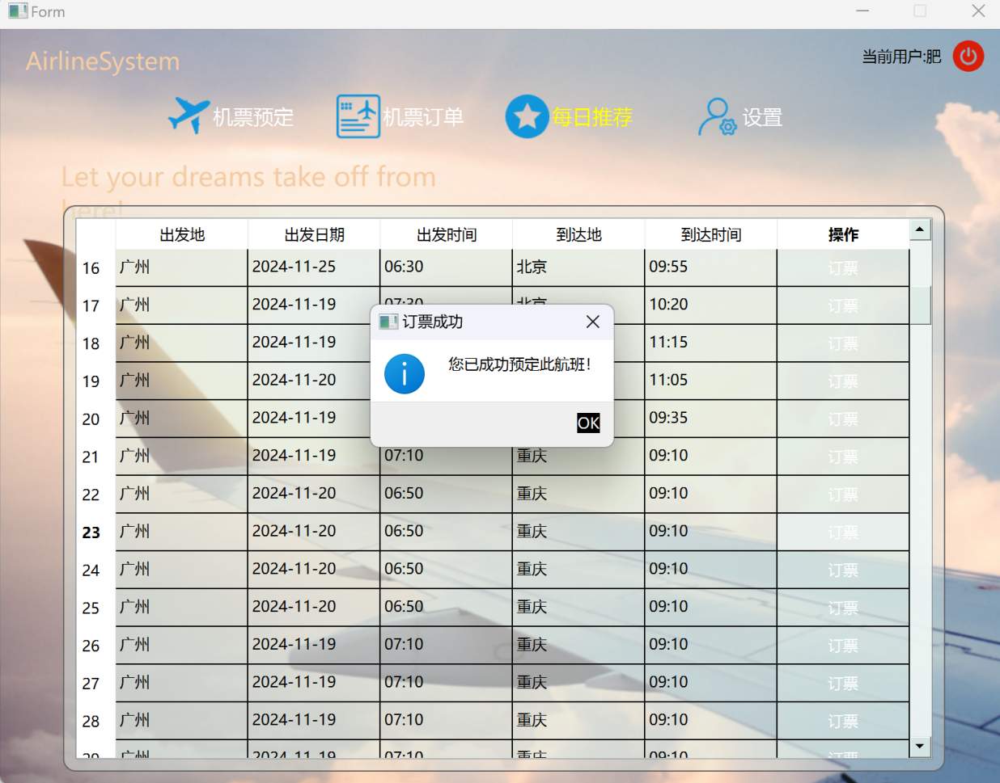 Form
AirlineSystem
当前用户:肥
机票预定 机票订单 每日推荐 设置
Let your dreams take off from
here!
出发地 出发日期 出发时间 到达地 到达时间 操作
16 广州 2024-11-25 06:30 北京 09:55 订票
17 广州 2024-11-19 07:30 北京 10:20 订票
18 广州 2024-11-19 11:15 订票
19 广州 2024-11-20 11:05 订票
20 广州 2024-11-19 09:35 订票
订票成功
您已成功预定此航班!
OK
21 广州 2024-11-19 07:10 重庆 09:10 订票
22 广州 2024-11-20 06:50 重庆 09:10 订票
23 广州 2024-11-20 06:50 重庆 09:10 订票
24 广州 2024-11-20 06:50 重庆 09:10 订票
25 广州 2024-11-20 06:50 重庆 09:10 订票
26 广州 2024-11-19 07:10 重庆 09:10 订票
27 广州 2024-11-19 07:10 重庆 09:10 订票
28 广州 2024-11-19 07:10 重庆 09:10 订票
29 广州 2024-11-19 07:10 重庆 09:10 订票